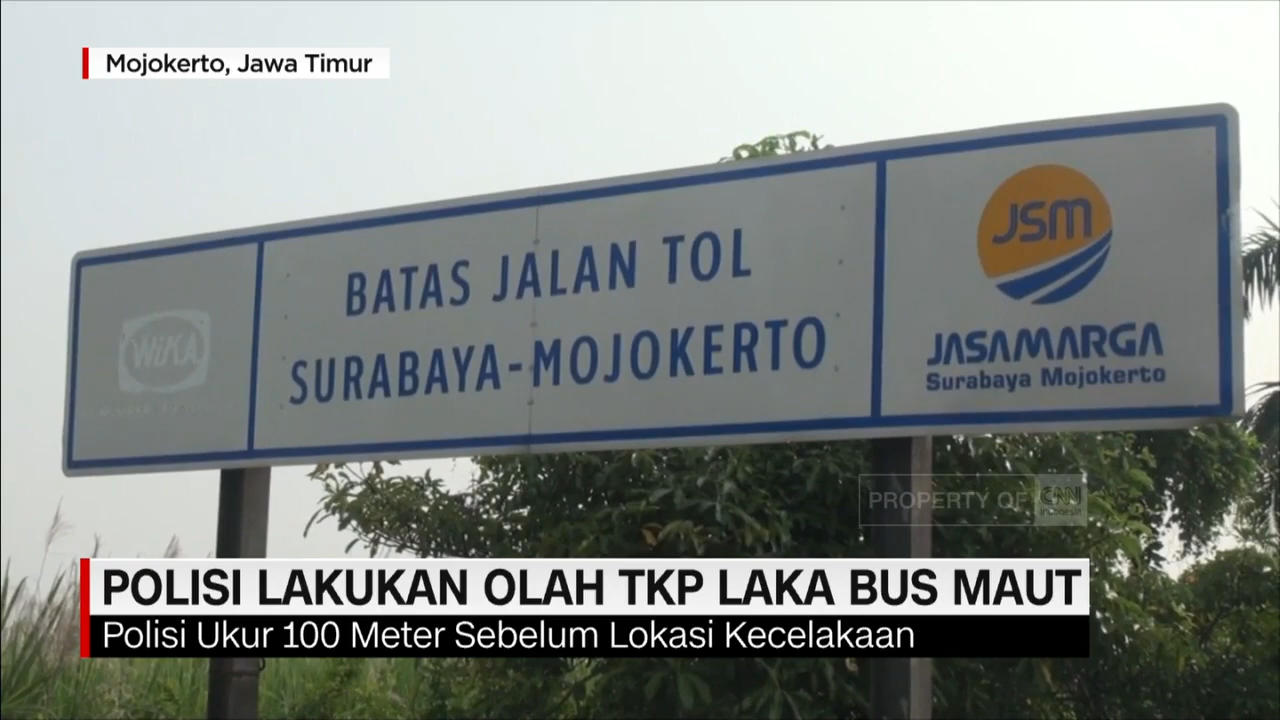 Mojokerto, Jawa Timur
WIKA
BATAS JALAN TOL
SURABAYA-MOJOKERTO
JSM
JASAMARGA
Surabaya Mojokerto
PROPERTY OF CNN Indonesia
POLISI LAKUKAN OLAH TKP LAKA BUS MAUT
Polisi Ukur 100 Meter Sebelum Lokasi Kecelakaan